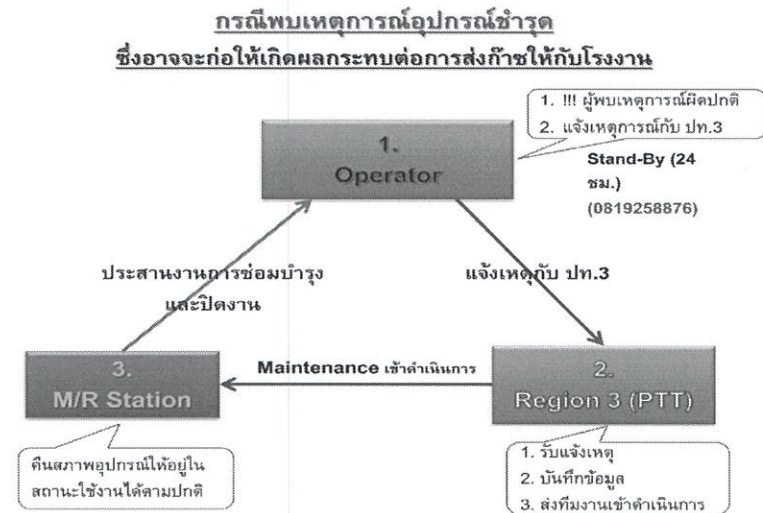 กรณีพบเหตุการณ์อุปกรณ์ชำรุด
ซึ่งอาจจะก่อให้เกิดผลกระทบต่อการส่งก๊าซให้กับโรงงาน
1. !!! ผู้พบเหตุการณ์ผิดปกติ
2. แจ้งเหตุการณ์กับ ปท.3
1.
Operator
Stand-By (24
ชม.)
(0819258876)
ประสานงานการซ่อมบำรุง
และปิดงาน
แจ้งเหตุกับ ปท.3
3.
M/R Station
Maintenance เข้าดำเนินการ
2.
Region 3 (PTT)
คืนสภาพอุปกรณ์ให้อยู่ใน
สถานะใช้งานได้ตามปกติ
1. รับแจ้งเหตุ
2. บันทึกข้อมูล
3. ส่งทีมงานเข้าดำเนินการ